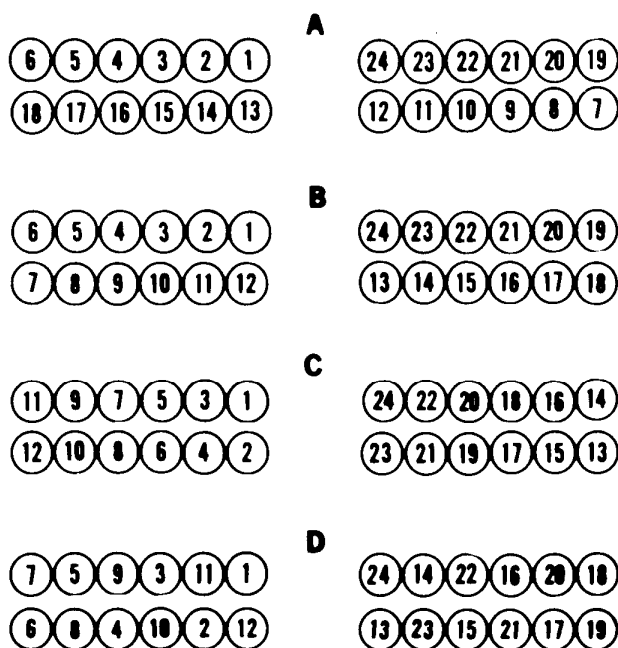 A
6 5 4 3 2 1 24 23 22 21 20 19
18 17 16 15 14 13 12 11 10 9 8 7
B
6 5 4 3 2 1 24 23 22 21 20 19
7 8 9 10 11 12 13 14 15 16 17 18
C
11 9 7 5 3 1 24 22 20 18 16 14
12 10 8 6 4 2 23 21 19 17 15 13
D
7 5 9 3 11 1 24 14 22 16 20 18
6 8 4 10 2 12 13 23 15 21 17 19